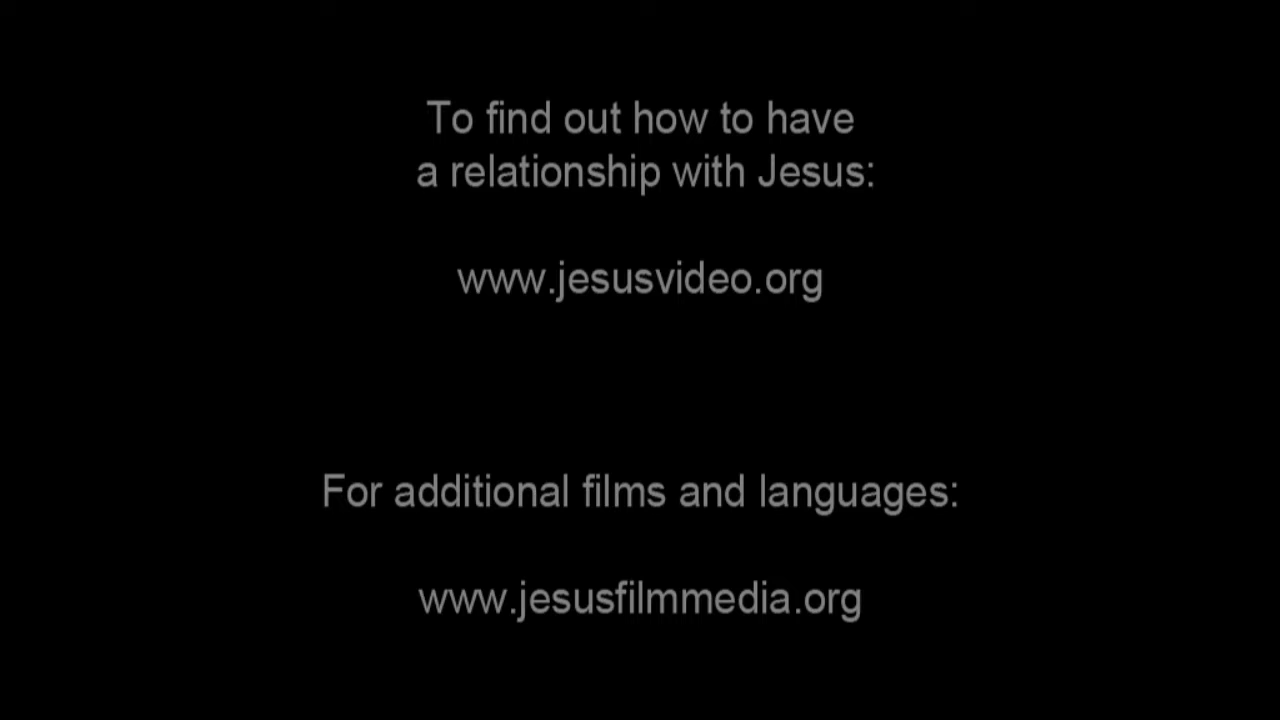 To find out how to have
a relationship with Jesus:
www.jesusvideo.org
For additional films and languages:
www.jesusfilmmedia.org